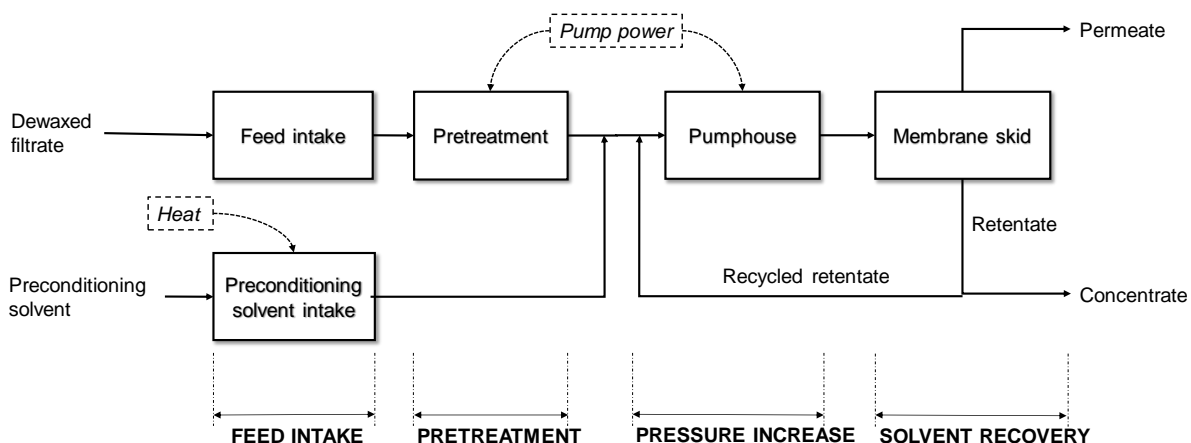 Pump power
Permeate
Dewaxed
filtrate
Feed intake
Pretreatment
Pumphouse
Membrane skid
Heat
Retentate
Preconditioning
solvent
Preconditioning
solvent intake
Recycled retentate
Concentrate
FEED INTAKE
PRETREATMENT
PRESSURE INCREASE
SOLVENT RECOVERY